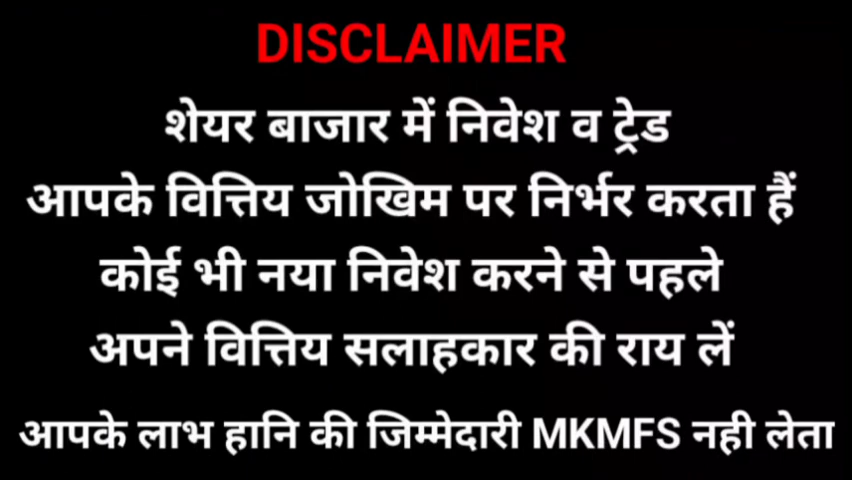 DISCLAIMER
शेयर बाजार में निवेश व ट्रेड
आपके वित्तिय जोखिम पर निर्भर करता हैं
कोई भी नया निवेश करने से पहले
अपने वित्तिय सलाहकार की राय लें
आपके लाभ हानि की जिम्मेदारी MKMFS नही लेता